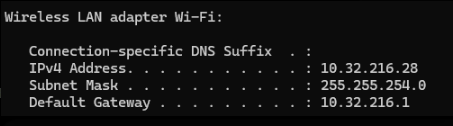 Wireless LAN adapter Wi-Fi:
Connection-specific DNS Suffix  . :
IPv4 Address. . . . . . . . . . . : 10.32.216.28
Subnet Mask . . . . . . . . . . . : 255.255.254.0
Default Gateway . . . . . . . . . : 10.32.216.1